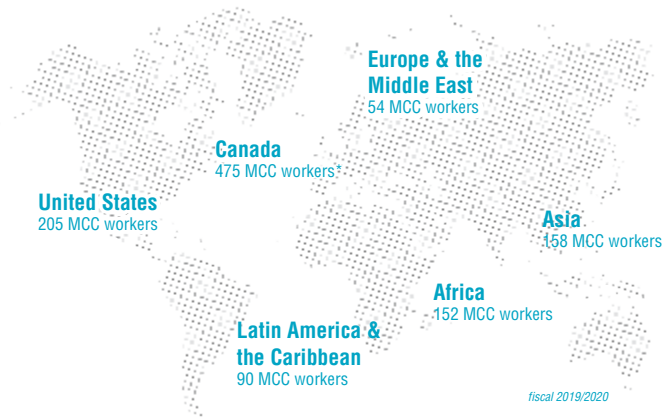 Europe & the
Middle East
54 MCC workers
Canada
475 MCC workers*
United States
205 MCC workers
Asia
158 MCC workers
Africa
152 MCC workers
Latin America &
the Caribbean
90 MCC workers
fiscal 2019/2020